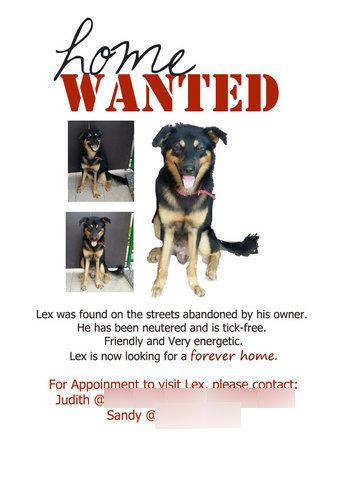 home
WANTED
Lex was found on the streets abandoned by his owner.
He has been neutered and is tick-free.
Friendly and Very energetic.
Lex is now looking for a forever home.
For Appoinment to visit Lex, please contact:
Judith @
Sandy @